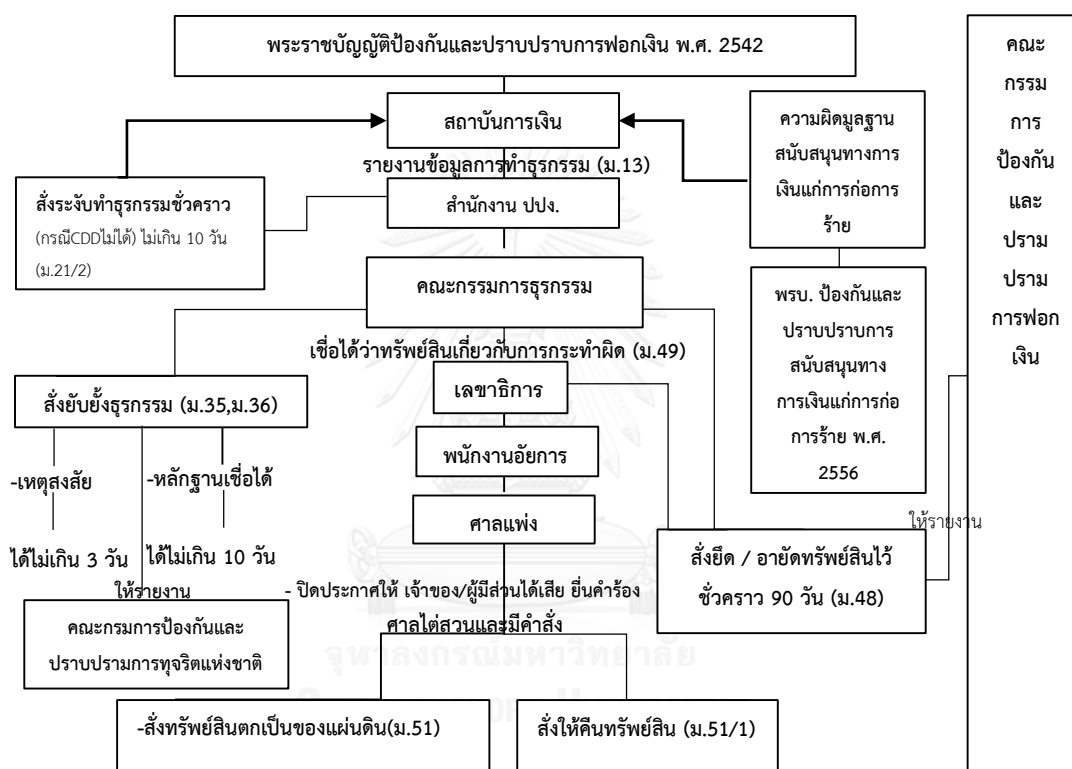 พระราชบัญญัติป้องกันและปราบปราบการฟอกเงิน พ.ศ. 2542
สถาบันการเงิน
รายงานข้อมูลการทำธุรกรรม (ม.13)
สำนักงาน ปปง.
สั่งระงับทำธุรกรรมชั่วคราว
(กรณีCDDไม่ได้) ไม่เกิน 10 วัน
(ม.21/2)
ความผิดมูลฐาน
สนับสนุนทางการ
เงินแก่การก่อการ
ร้าย
พรบ. ป้องกันและ
ปราบปราบการ
สนับสนุนทาง
การเงินแก่การก่อ
การร้าย พ.ศ.
2556
คณะ
กรรม
การ
ป้องกัน
และ
ปราม
ปราม
การฟอก
เงิน
คณะกรรมการธุรกรรม
เชื่อได้ว่าทรัพย์สินเกี่ยวกับการกระทำผิด (ม.49)
เลขาธิการ
พนักงานอัยการ
ศาลแพ่ง
สั่งยับยั้งธุรกรรม (ม.35,ม.36)
-เหตุสงสัย
-หลักฐานเชื่อได้
ได้ไม่เกิน 3 วัน
ได้ไม่เกิน 10 วัน
ให้รายงาน
คณะกรมการป้องกันและ
ปราบปรามการทุจริตแห่งชาติ
ให้รายงาน
สั่งยึด / อายัดทรัพย์สินไว้
ชั่วคราว 90 วัน (ม.48)
- ปิดประกาศให้ เจ้าของ/ผู้มีส่วนได้เสีย ยื่นคำร้อง
ศาลไต่สวนและมีคำสั่ง
จุฬาลงกรณ์มหาวิทยาลัย
-สั่งทรัพย์สินตกเป็นของแผ่นดิน(ม.51)
สั่งให้คืนทรัพย์สิน (ม.51/1)